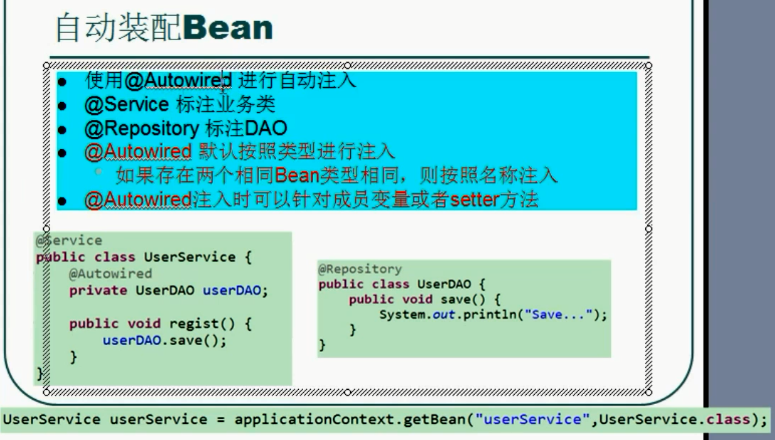 自动装配Bean
使用@Autowired 进行自动注入
@Service 标注业务类
@Repository 标注DAO
@Autowired 默认按照类型进行注入
如果存在两个相同Bean类型相同，则按照名称注入
@Autowired注入时可以针对成员变量或者setter方法
@Service
public class UserService {
@Autowired
private UserDAO userDAO;
public void regist() {
userDAO.save();
}
}
@Repository
public class UserDAO {
public void save() {
System.out.println("Save...");
}
}
UserService userService = applicationContext.getBean("userService",UserService.class);